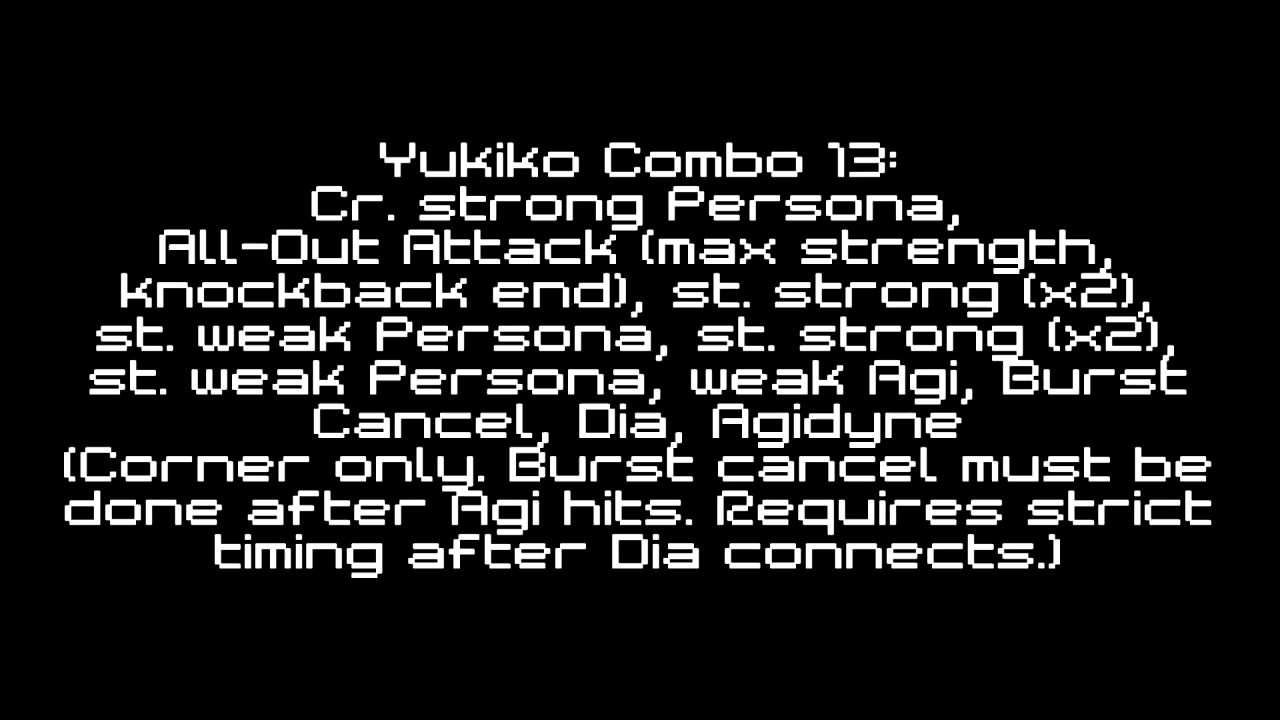 Yukiko Combo 13:
Cr. strong Persona,
All-Out Attack (max strength,
knockback end), st. strong (x2),
st. weak Persona, st. strong (x2),
st. weak Persona, weak Agi, Burst
Cancel, Dia, Agidyne
(Corner only. Burst cancel must be
done after Agi hits. Requires strict
timing after Dia connects.)